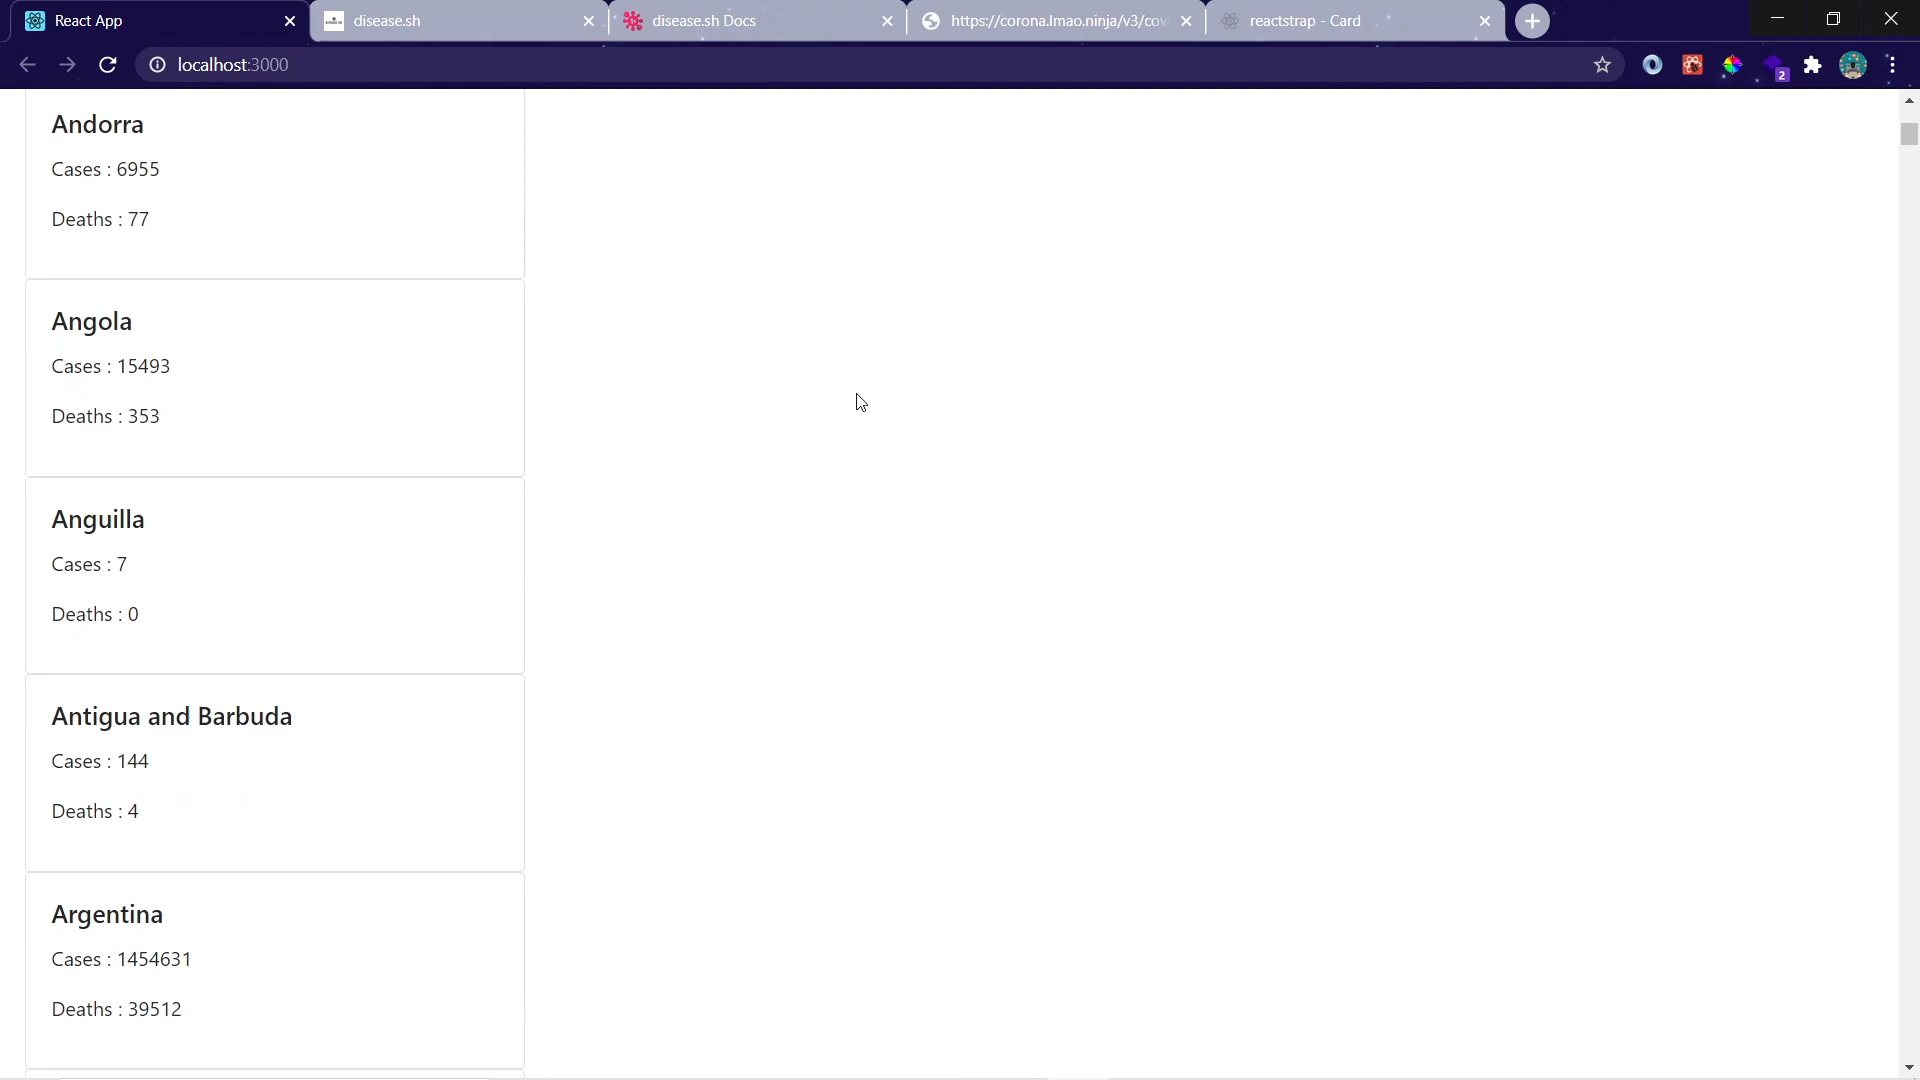 React App
disease.sh
disease.sh Docs
https://corona.lmao.ninja/v3/cov
reactstrap - Card
localhost:3000
2
Andorra
Cases : 6955
Deaths : 77
Angola
Cases : 15493
Deaths : 353
Anguilla
Cases : 7
Deaths : 0
Antigua and Barbuda
Cases : 144
Deaths : 4
Argentina
Cases : 1454631
Deaths : 39512